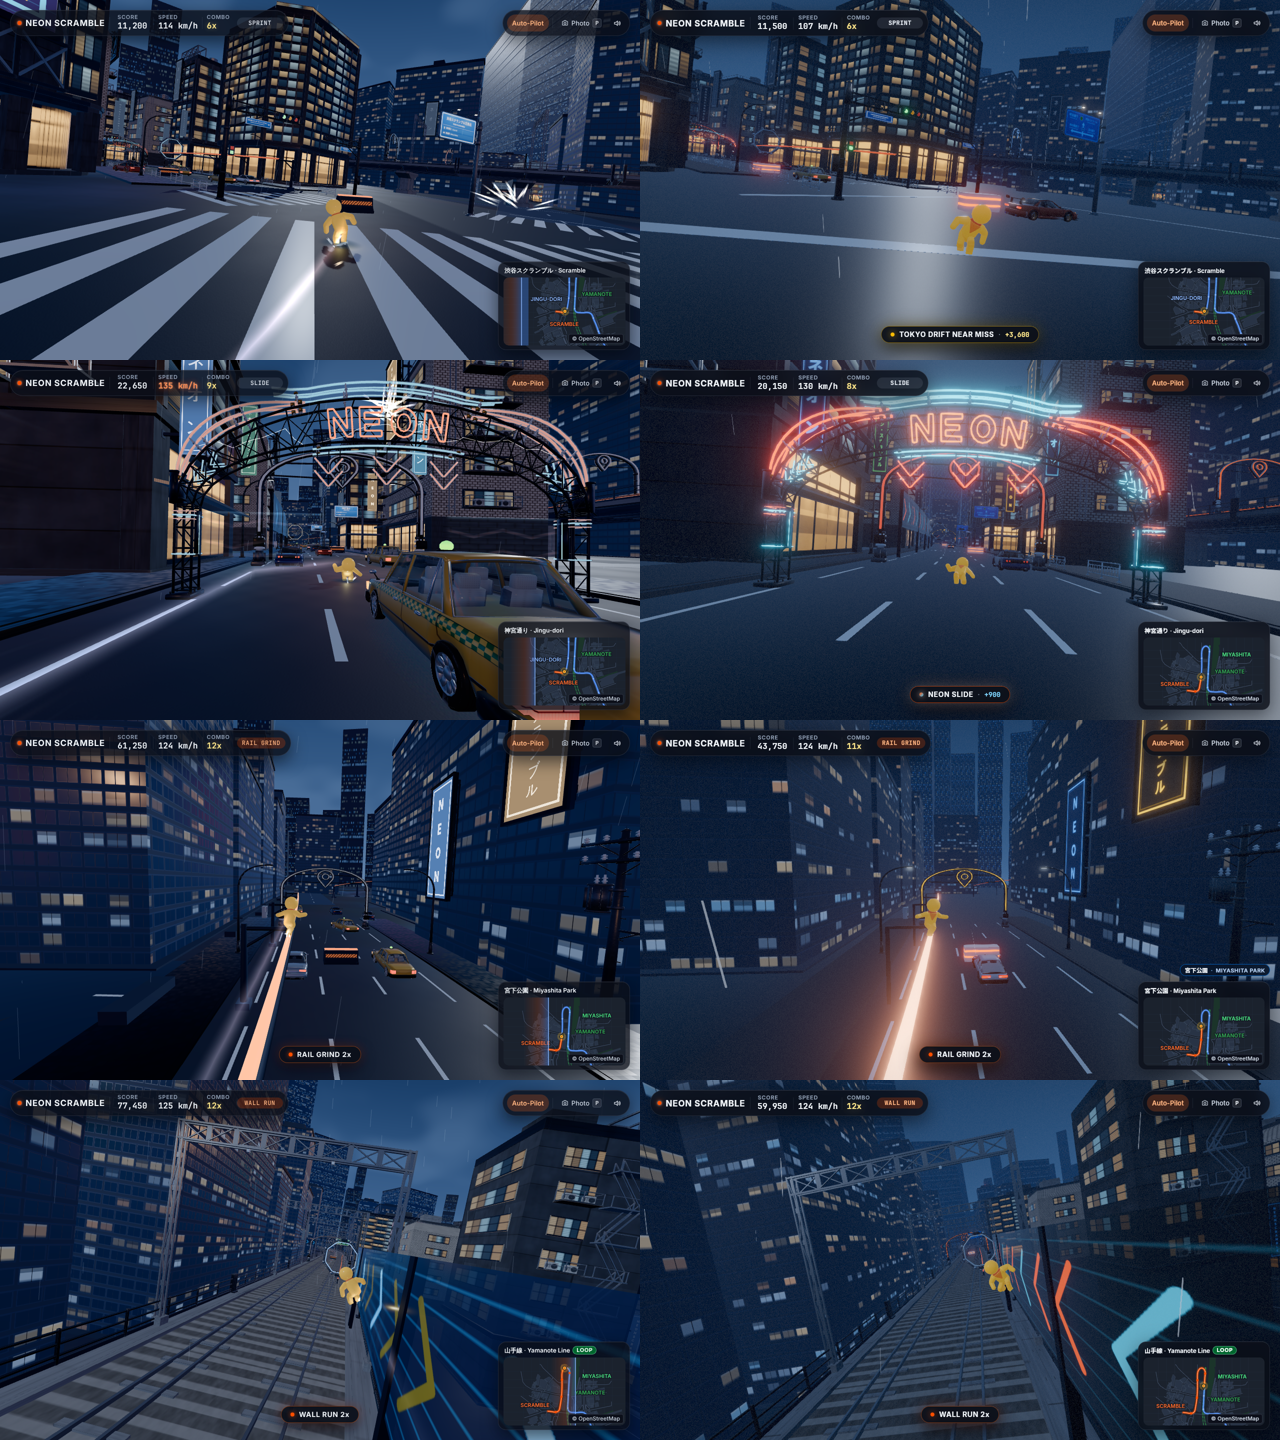 NEON SCRAMBLE
SCORE 11,200
SPEED 114 km/h
COMBO 6x
SPRINT
Auto-Pilot
Photo P
渋谷スクランブル · Scramble
JINGU-DORI
YAMANOTE
SCRAMBLE
© OpenStreetMap
NEON SCRAMBLE
SCORE 11,500
SPEED 107 km/h
COMBO 6x
SPRINT
Auto-Pilot
Photo P
渋谷スクランブル · Scramble
JINGU-DORI
YAMANOTE
SCRAMBLE
© OpenStreetMap
TOKYO DRIFT NEAR MISS · +3,600
NEON SCRAMBLE
SCORE 22,650
SPEED 135 km/h
COMBO 9x
SLIDE
Auto-Pilot
Photo P
NEON
神宮通り · Jingu-dori
JINGU-DORI
YAMANOTE
SCRAMBLE
© OpenStreetMap
NEON SCRAMBLE
SCORE 20,150
SPEED 130 km/h
COMBO 8x
SLIDE
Auto-Pilot
Photo P
NEON
神宮通り · Jingu-dori
MIYASHITA
YAMANOTE
SCRAMBLE
© OpenStreetMap
NEON SLIDE · +900
NEON SCRAMBLE
SCORE 61,250
SPEED 124 km/h
COMBO 12x
RAIL GRIND
Auto-Pilot
Photo P
ブル
NEON
宮下公園 · Miyashita Park
MIYASHITA
YAMANOTE
SCRAMBLE
© OpenStreetMap
RAIL GRIND 2x
NEON SCRAMBLE
SCORE 43,750
SPEED 124 km/h
COMBO 11x
RAIL GRIND
Auto-Pilot
Photo P
ブル
NEON
宮下公園 · MIYASHITA PARK
宮下公園 · Miyashita Park
MIYASHITA
YAMANOTE
SCRAMBLE
© OpenStreetMap
RAIL GRIND 2x
NEON SCRAMBLE
SCORE 77,450
SPEED 125 km/h
COMBO 12x
WALL RUN
Auto-Pilot
Photo P
山手線 · Yamanote Line LOOP
MIYASHITA
YAMANOTE
SCRAMBLE
© OpenStreetMap
WALL RUN 2x
NEON SCRAMBLE
SCORE 59,950
SPEED 124 km/h
COMBO 12x
WALL RUN
Auto-Pilot
Photo P
山手線 · Yamanote Line LOOP
MIYASHITA
YAMANOTE
SCRAMBLE
© OpenStreetMap
WALL RUN 2x